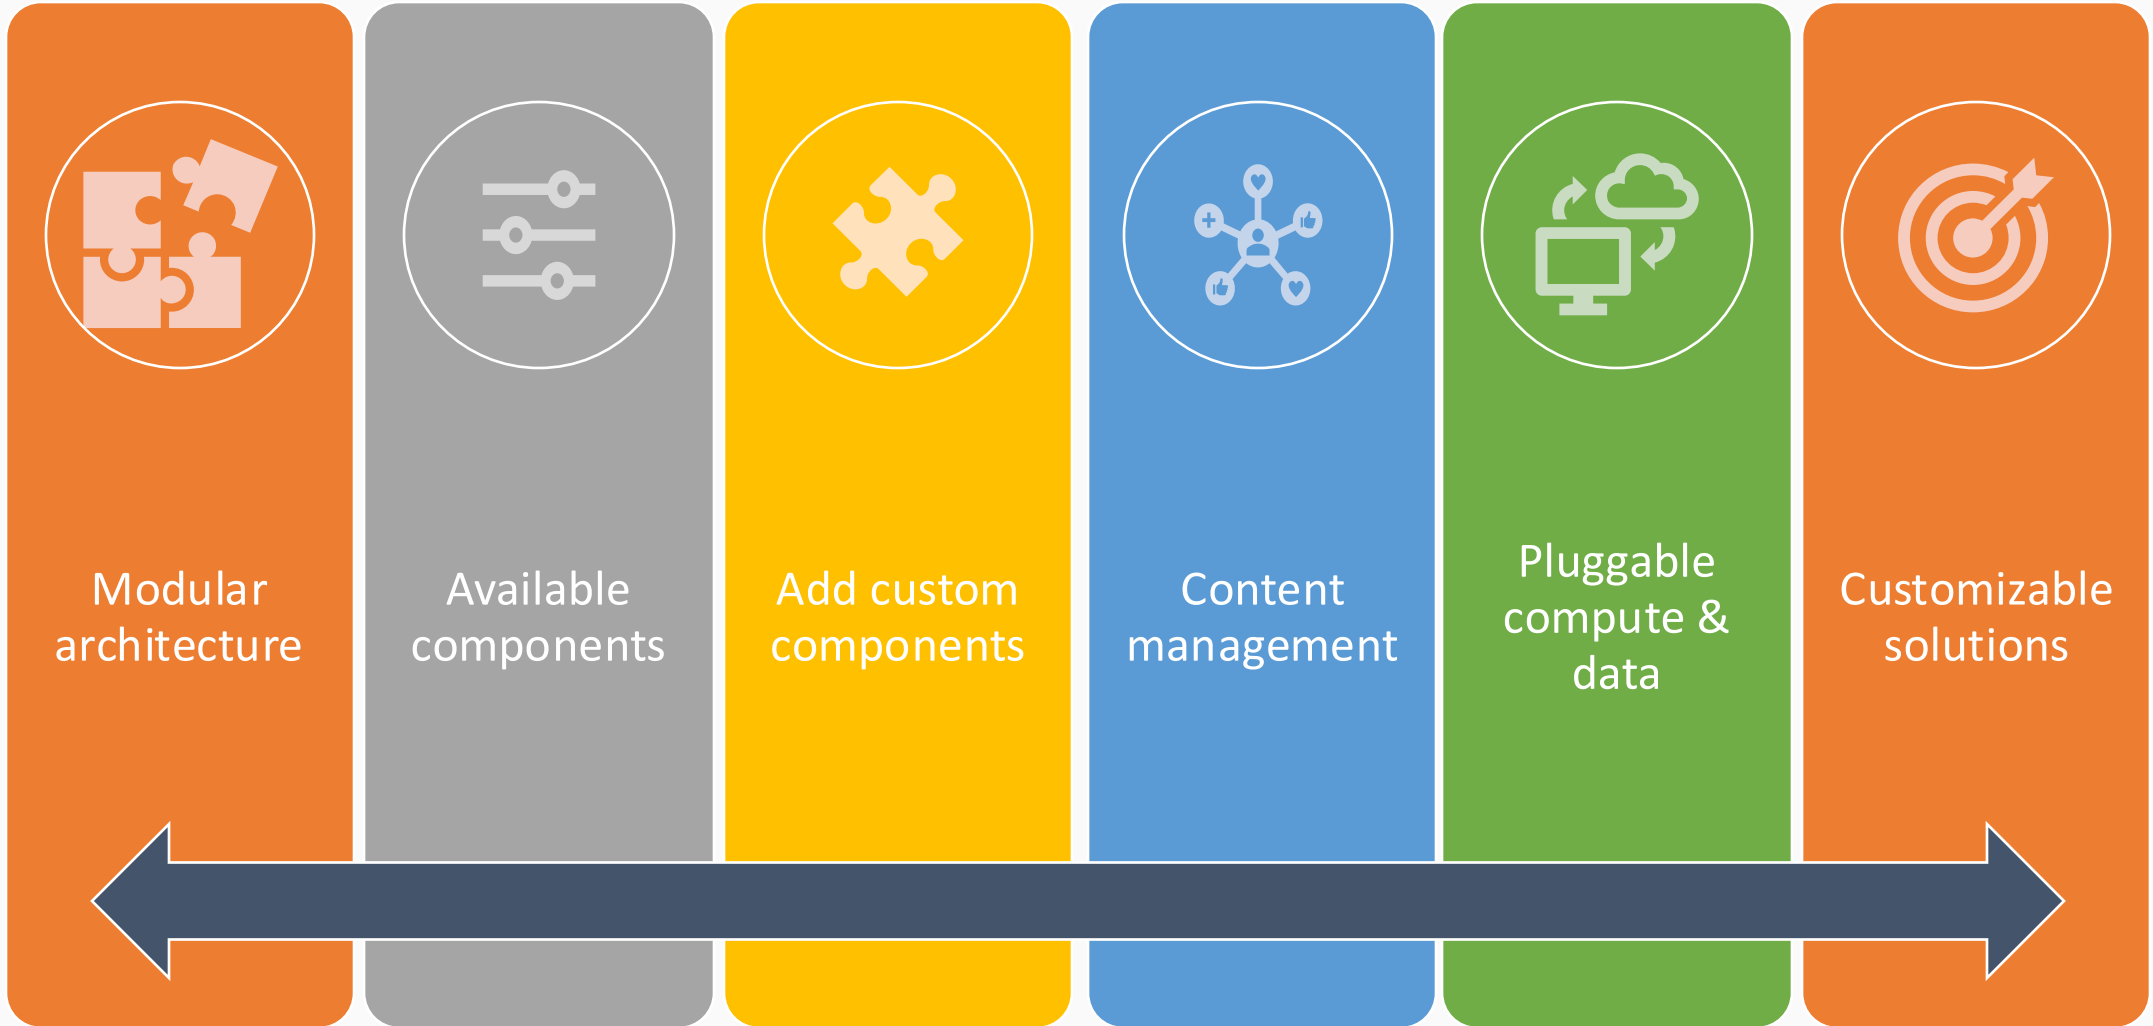 Modular
architecture
Available
components
Add custom
components
Content
management
Pluggable
compute &
data
Customizable
solutions